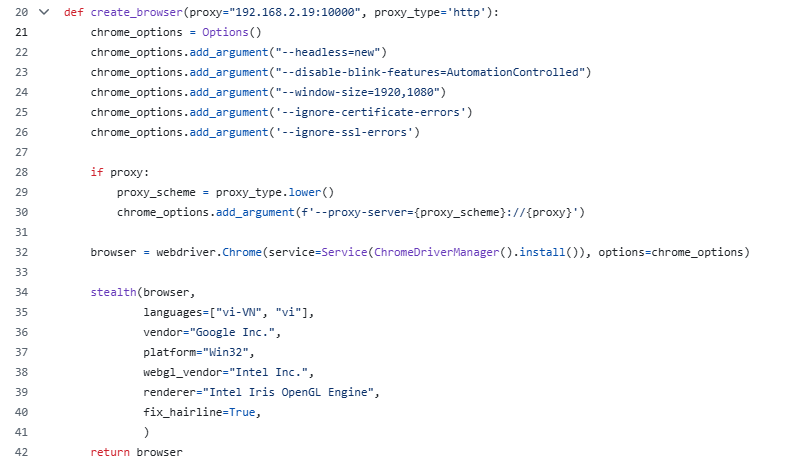 20 def create_browser(proxy="192.168.2.19:10000", proxy_type='http'):
21     chrome_options = Options()
22     chrome_options.add_argument("--headless=new")
23     chrome_options.add_argument("--disable-blink-features=AutomationControlled")
24     chrome_options.add_argument("--window-size=1920,1080")
25     chrome_options.add_argument('--ignore-certificate-errors')
26     chrome_options.add_argument('--ignore-ssl-errors')
27
28     if proxy:
29         proxy_scheme = proxy_type.lower()
30         chrome_options.add_argument(f'--proxy-server={proxy_scheme}://{proxy}')
31
32     browser = webdriver.Chrome(service=Service(ChromeDriverManager().install()), options=chrome_options)
33
34     stealth(browser,
35             languages=["vi-VN", "vi"],
36             vendor="Google Inc.",
37             platform="Win32",
38             webgl_vendor="Intel Inc.",
39             renderer="Intel Iris OpenGL Engine",
40             fix_hairline=True,
41             )
42     return browser